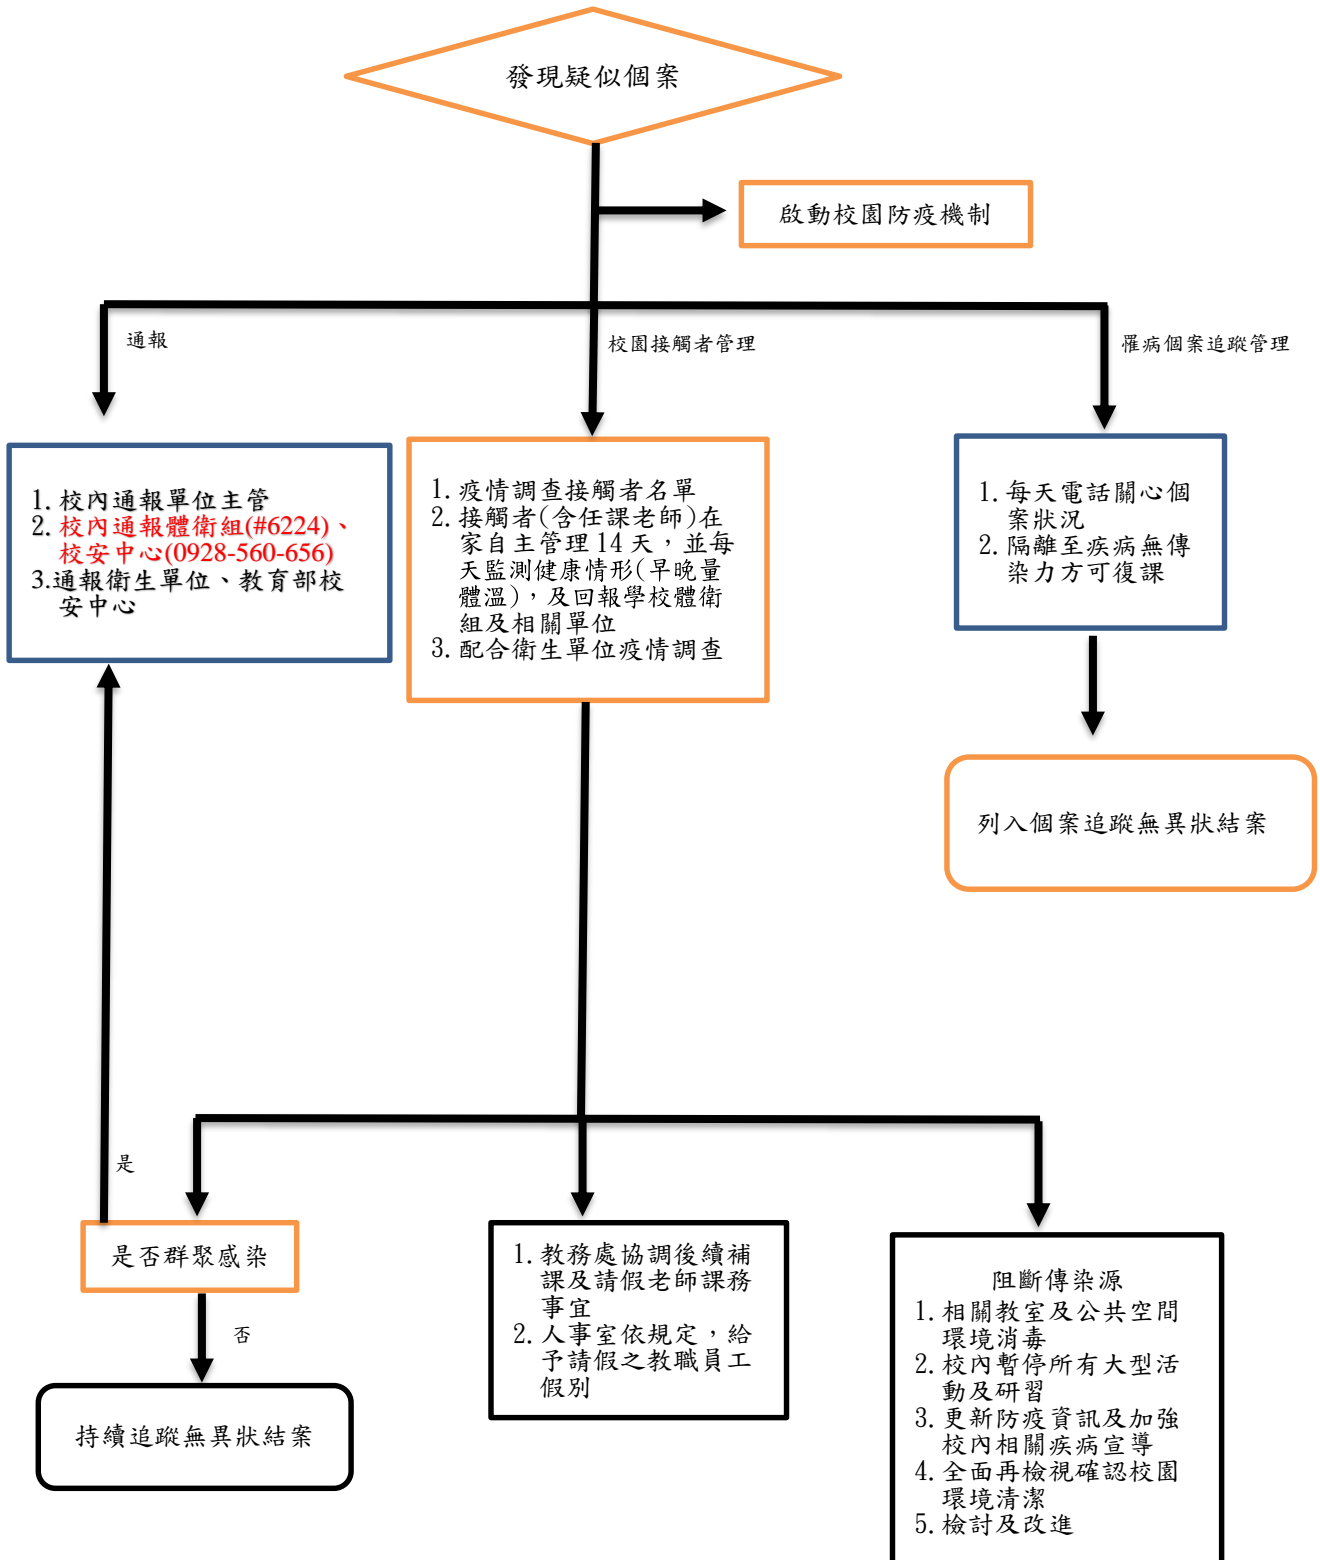 發現疑似個案
啟動校園防疫機制
通報
校園接觸者管理
罹病個案追蹤管理
1. 校內通報單位主管
2. 校內通報體衛組(#6224)、
校安中心(0928-560-656)
3.通報衛生單位、教育部校
安中心
1. 疫情調查接觸者名單
2. 接觸者(含任課老師)在
家自主管理 14 天，並每
天監測健康情形(早晚量
體溫)，及回報學校體衛
組及相關單位
3. 配合衛生單位疫情調查
1. 每天電話關心個
案狀況
2. 隔離至疾病無傳
染力方可復課
列入個案追蹤無異狀結案
是
是否群聚感染
否
持續追蹤無異狀結案
1. 教務處協調後續補
課及請假老師課務
事宜
2. 人事室依規定，給
予請假之教職員工
假別
阻斷傳染源
1. 相關教室及公共空間
環境消毒
2. 校內暫停所有大型活
動及研習
3. 更新防疫資訊及加強
校內相關疾病宣導
4. 全面再檢視確認校園
環境清潔
5. 檢討及改進